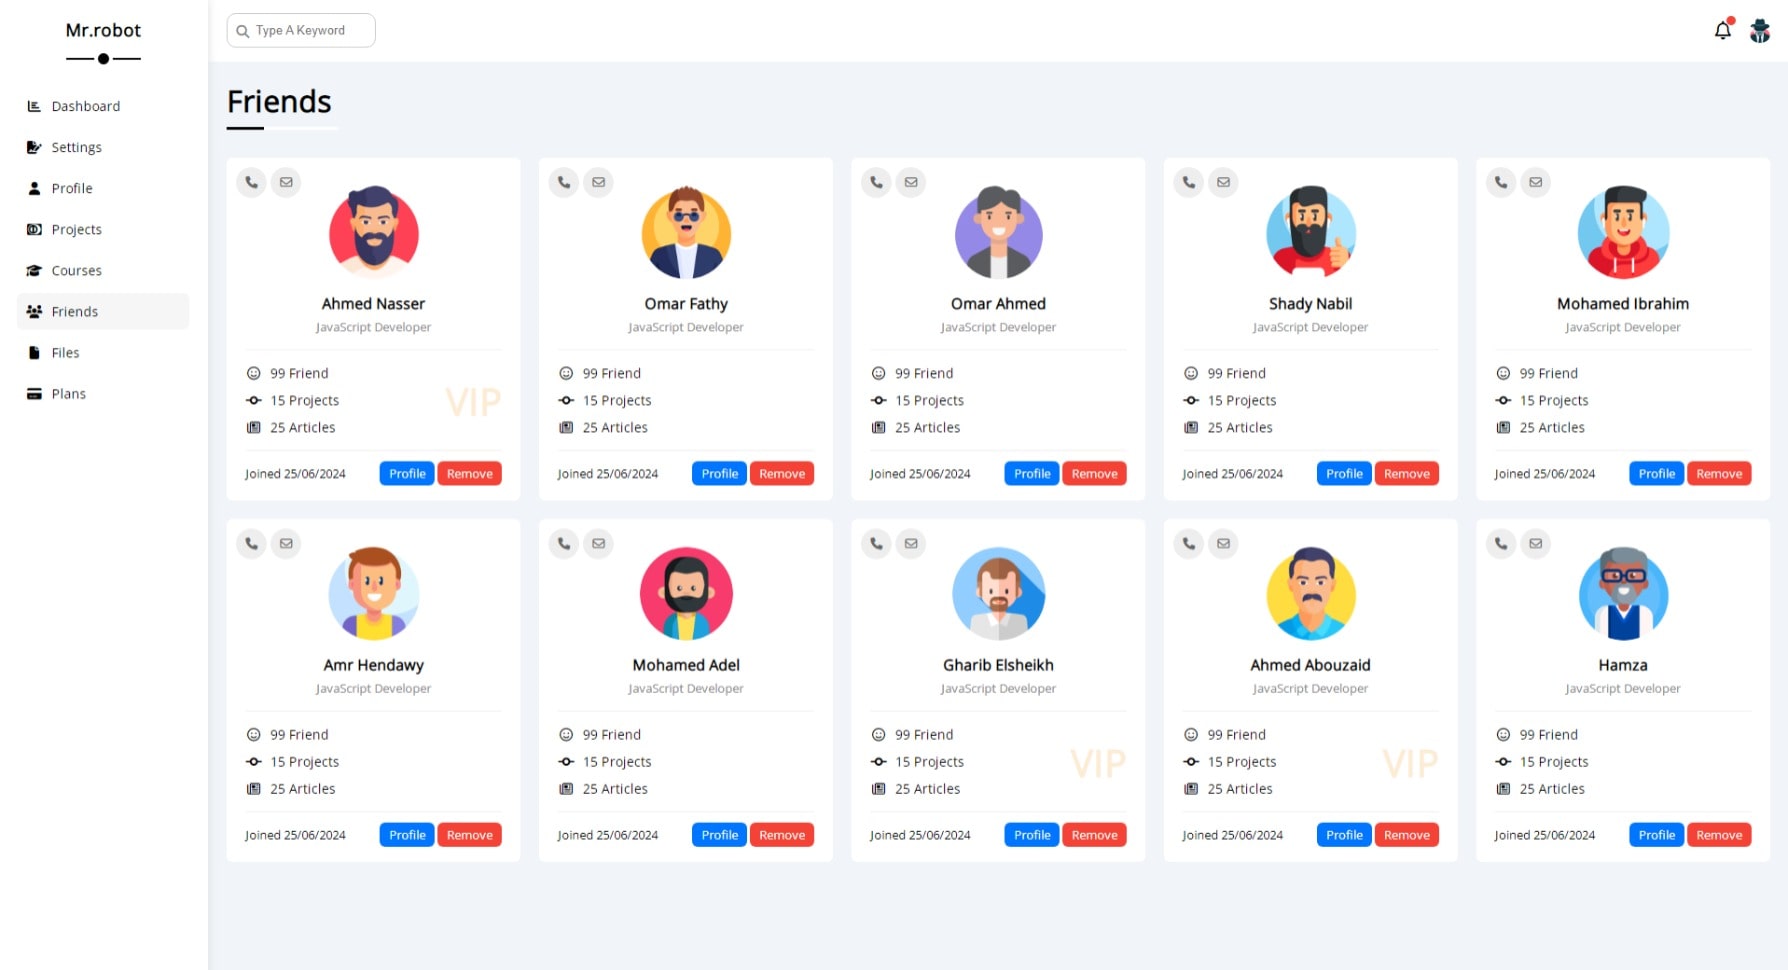 Mr.robot
Type A Keyword
Dashboard
Settings
Profile
Projects
Courses
Friends
Files
Plans
Friends
Ahmed Nasser
JavaScript Developer
99 Friend
15 Projects
VIP
25 Articles
Joined 25/06/2024 Profile Remove
Omar Fathy
JavaScript Developer
99 Friend
15 Projects
25 Articles
Joined 25/06/2024 Profile Remove
Omar Ahmed
JavaScript Developer
99 Friend
15 Projects
25 Articles
Joined 25/06/2024 Profile Remove
Shady Nabil
JavaScript Developer
99 Friend
15 Projects
25 Articles
Joined 25/06/2024 Profile Remove
Mohamed Ibrahim
JavaScript Developer
99 Friend
15 Projects
25 Articles
Joined 25/06/2024 Profile Remove
Amr Hendawy
JavaScript Developer
99 Friend
15 Projects
25 Articles
Joined 25/06/2024 Profile Remove
Mohamed Adel
JavaScript Developer
99 Friend
15 Projects
25 Articles
Joined 25/06/2024 Profile Remove
Gharib Elsheikh
JavaScript Developer
99 Friend
15 Projects
VIP
25 Articles
Joined 25/06/2024 Profile Remove
Ahmed Abouzaid
JavaScript Developer
99 Friend
15 Projects
VIP
25 Articles
Joined 25/06/2024 Profile Remove
Hamza
JavaScript Developer
99 Friend
15 Projects
25 Articles
Joined 25/06/2024 Profile Remove